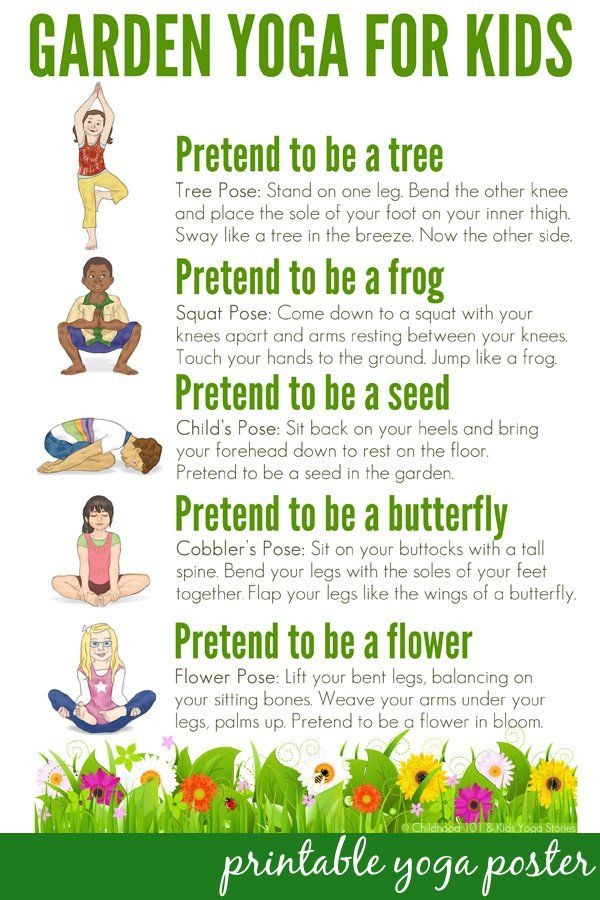 GARDEN YOGA FOR KIDS
Pretend to be a tree
Tree Pose: Stand on one leg. Bend the other knee
and place the sole of your foot on your inner thigh.
Sway like a tree in the breeze. Now the other side.
Pretend to be a frog
Squat Pose: Come down to a squat with your
knees apart and arms resting between your knees.
Touch your hands to the ground. Jump like a frog.
Pretend to be a seed
Child's Pose: Sit back on your heels and bring
your forehead down to rest on the floor.
Pretend to be a seed in the garden.
Pretend to be a butterfly
Cobbler's Pose: Sit on your buttocks with a tall
spine. Bend your legs with the soles of your feet
together. Flap your legs like the wings of a butterfly.
Pretend to be a flower
Flower Pose: Lift your bent legs, balancing on
your sitting bones. Weave your arms under your
legs, palms up. Pretend to be a flower in bloom.
© Childhood 101 & Kids Yoga Stories
printable yoga poster